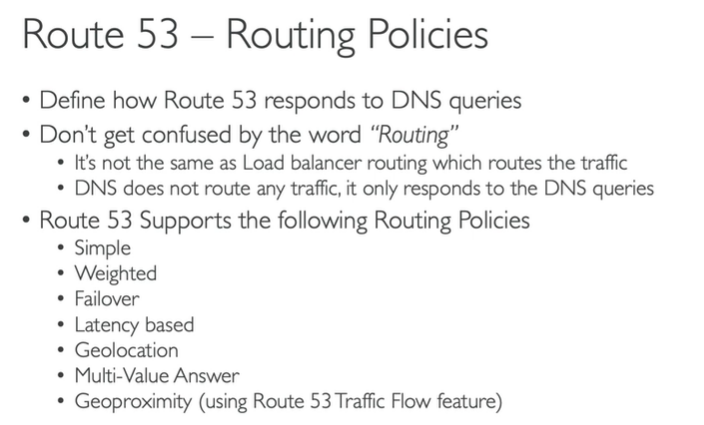 Route 53 – Routing Policies
• Define how Route 53 responds to DNS queries
• Don't get confused by the word “Routing”
• It's not the same as Load balancer routing which routes the traffic
• DNS does not route any traffic, it only responds to the DNS queries
• Route 53 Supports the following Routing Policies
• Simple
• Weighted
• Failover
• Latency based
• Geolocation
• Multi-Value Answer
• Geoproximity (using Route 53 Traffic Flow feature)